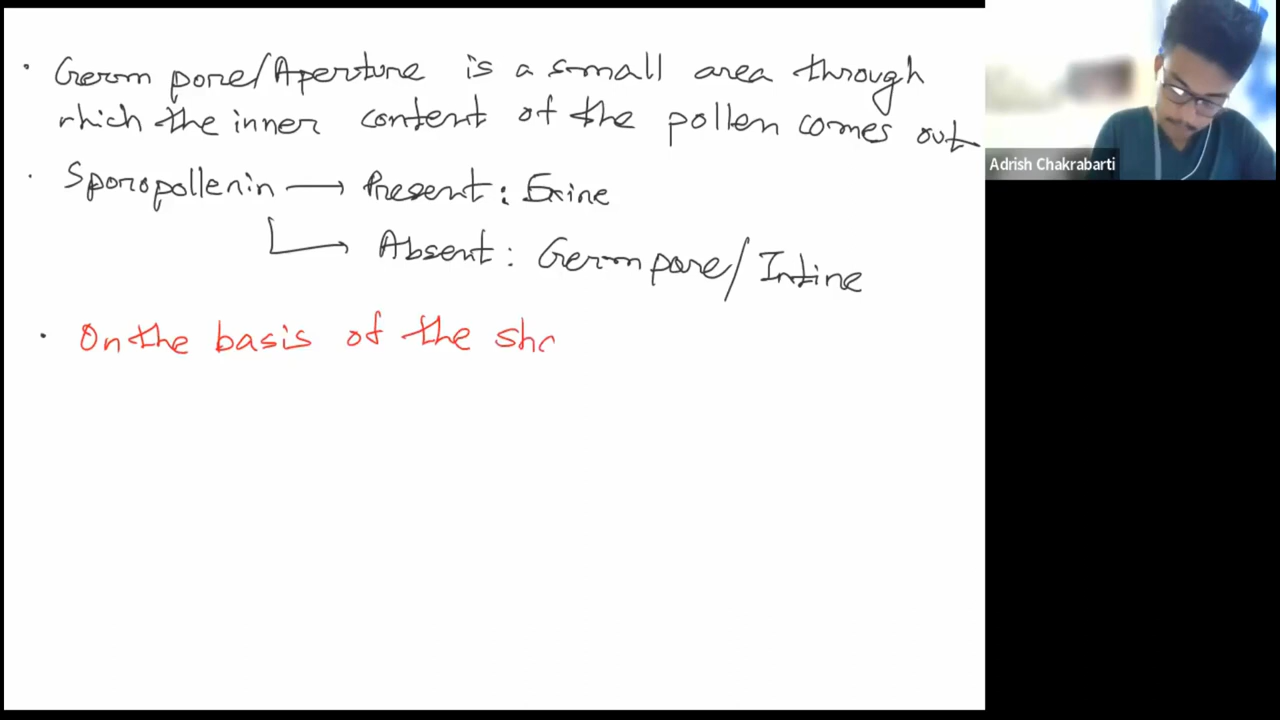 · Germ pore/Aperture is a small area through
which the inner content of the pollen comes out
· Sporopollenin → Present : Exine
→ Absent : Germ pore/Intine
· On the basis of the sha
Adrish Chakrabarti